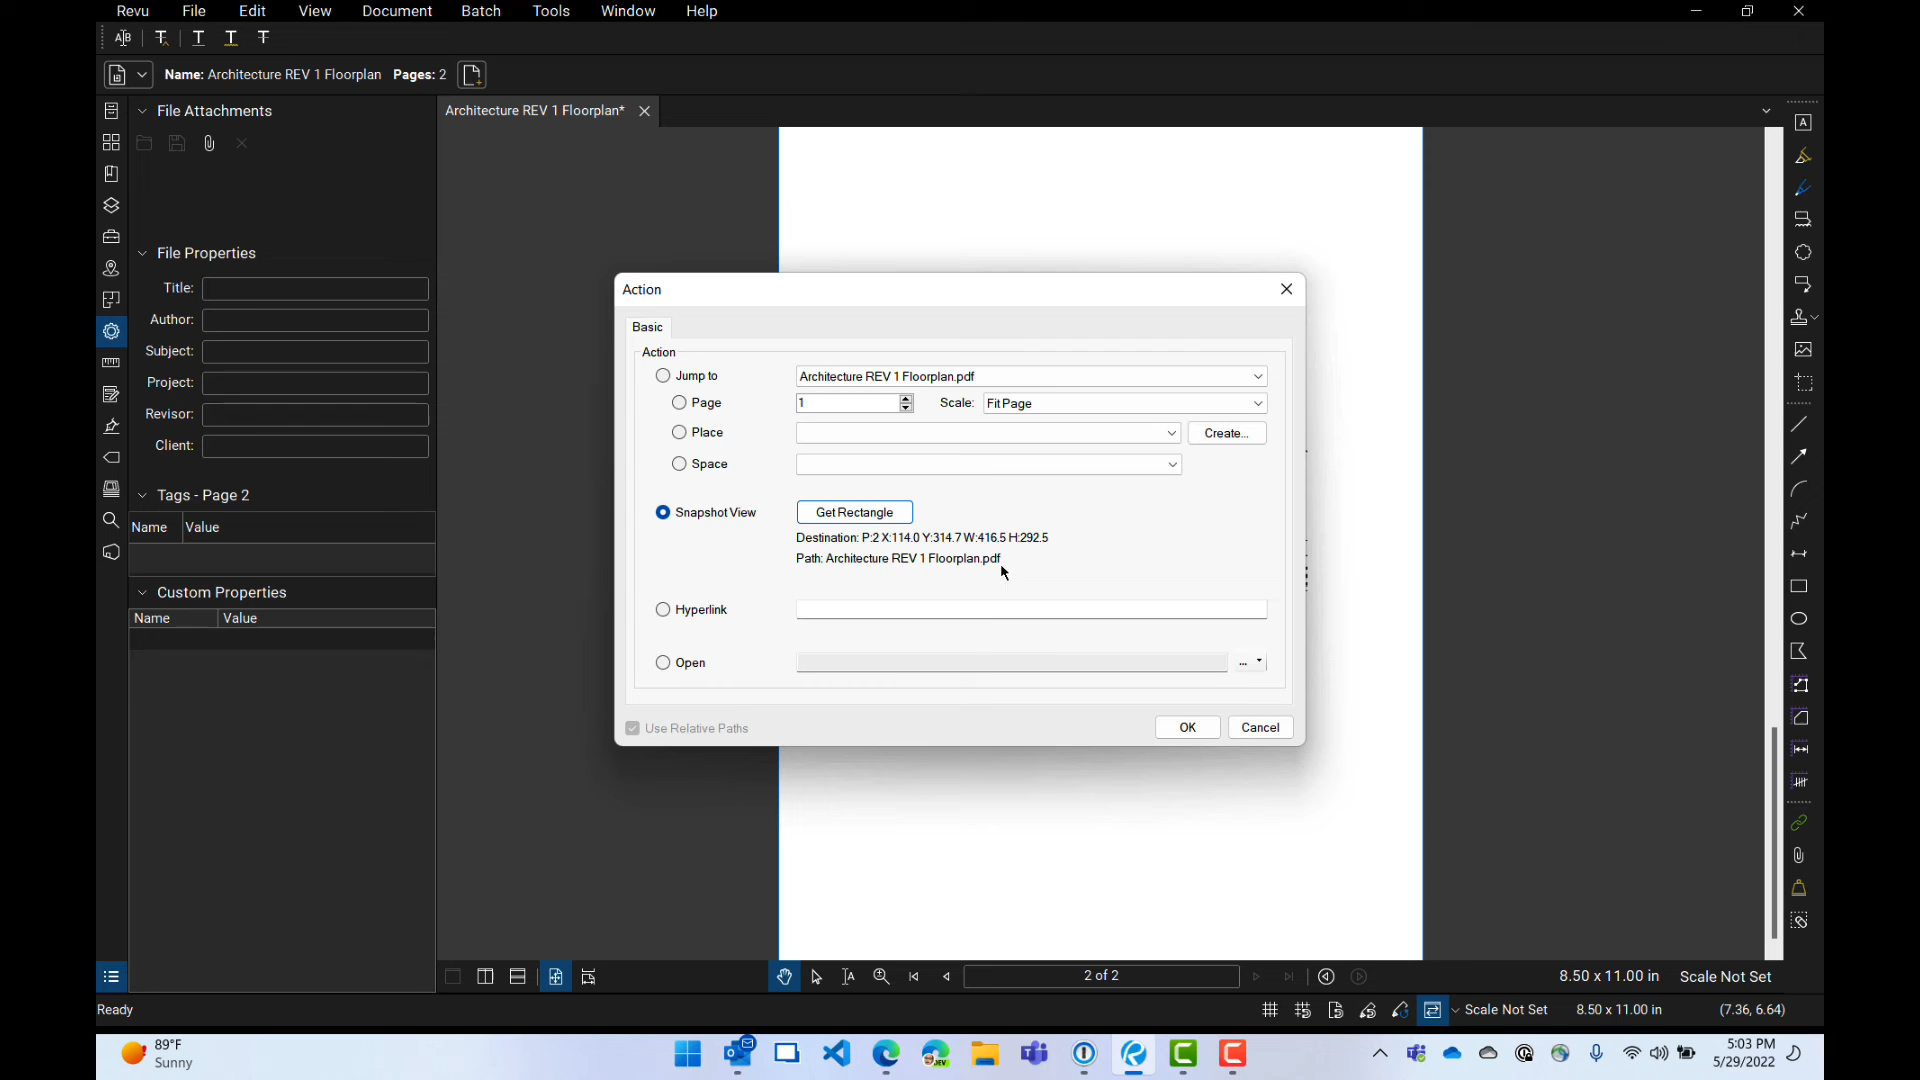 Revu File Edit View Document Batch Tools Window Help
Name: Architecture REV 1 Floorplan Pages: 2
File Attachments
Architecture REV 1 Floorplan*
File Properties
Title:
Author:
Subject:
Project:
Revisor:
Client:
Tags - Page 2
Name Value
Custom Properties
Name Value
Action
Basic
Action
Jump to Architecture REV 1 Floorplan.pdf
Page 1 Scale: Fit Page
Place Create...
Space
Snapshot View Get Rectangle
Destination: P:2 X:114.0 Y:314.7 W:416.5 H:292.5
Path: Architecture REV 1 Floorplan.pdf
Hyperlink
Open ...
Use Relative Paths OK Cancel
2 of 2 8.50 x 11.00 in Scale Not Set
Ready Scale Not Set 8.50 x 11.00 in (7.36, 6.64)
89°F
Sunny
DEV
5:03 PM
5/29/2022